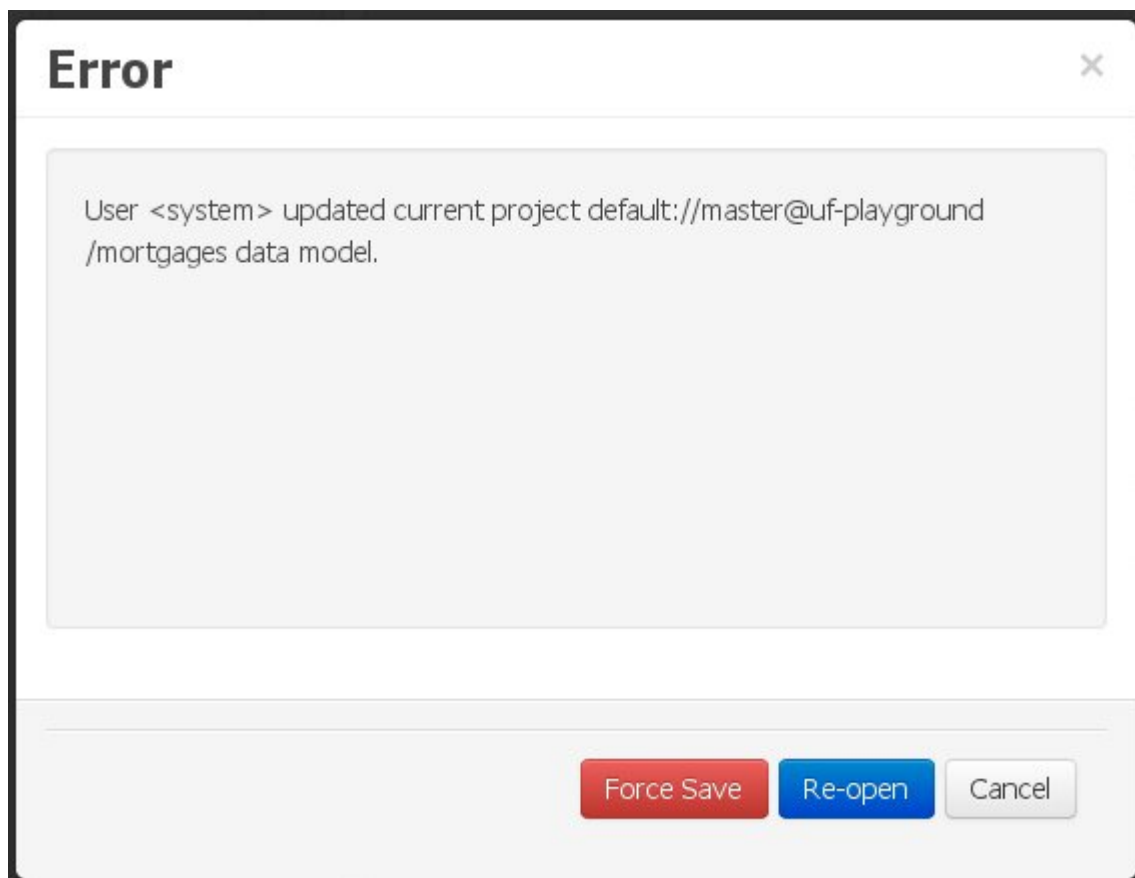 Error
×
User <system> updated current project default://master@uf-playground
/mortgages data model.
Force Save Re-open Cancel